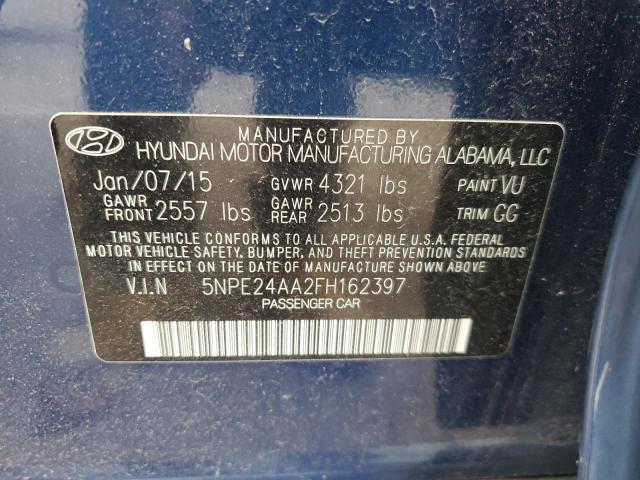 MANUFACTURED BY
HYUNDAI MOTOR MANUFACTURING ALABAMA, LLC
Jan/07/15 GVWR 4321 lbs PAINT VU
GAWR FRONT 2557 lbs GAWR REAR 2513 lbs TRIM GG
THIS VEHICLE CONFORMS TO ALL APPLICABLE U.S.A. FEDERAL
MOTOR VEHICLE SAFETY, BUMPER, AND THEFT PREVENTION STANDARDS
IN EFFECT ON THE DATE OF MANUFACTURE SHOWN ABOVE.
V.I.N 5NPE24AA2FH162397
PASSENGER CAR